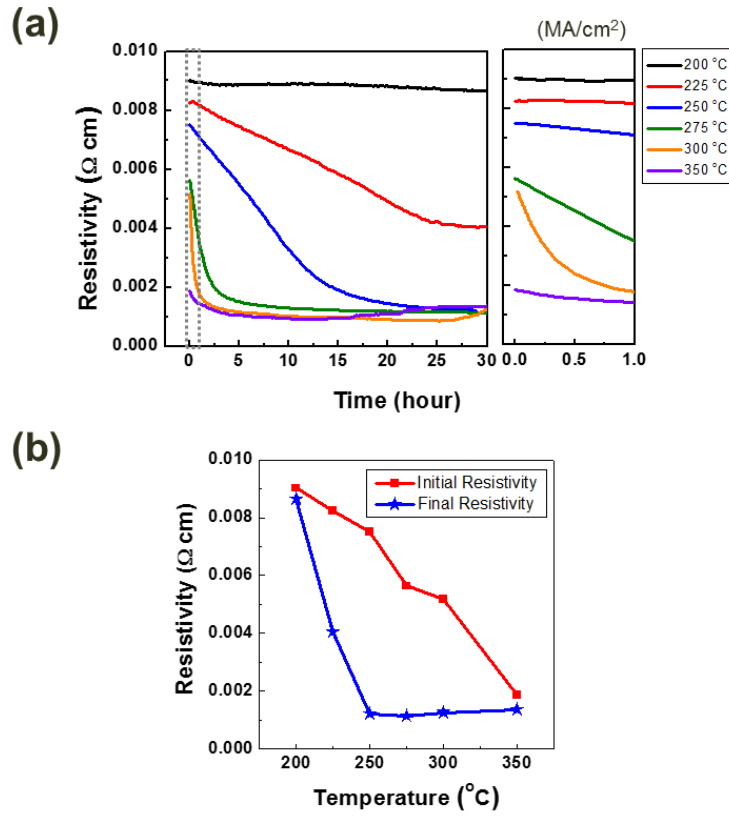 (a)
(MA/cm²)
0.010
0.008
0.006
0.004
0.002
0.000
Resistivity (Ω cm)
0 5 10 15 20 25 30
0.0 0.5 1.0
Time (hour)
200 °C
225 °C
250 °C
275 °C
300 °C
350 °C
(b)
0.010
0.008
0.006
0.004
0.002
0.000
Resistivity (Ω cm)
Initial Resistivity
Final Resistivity
200 250 300 350
Temperature (°C)